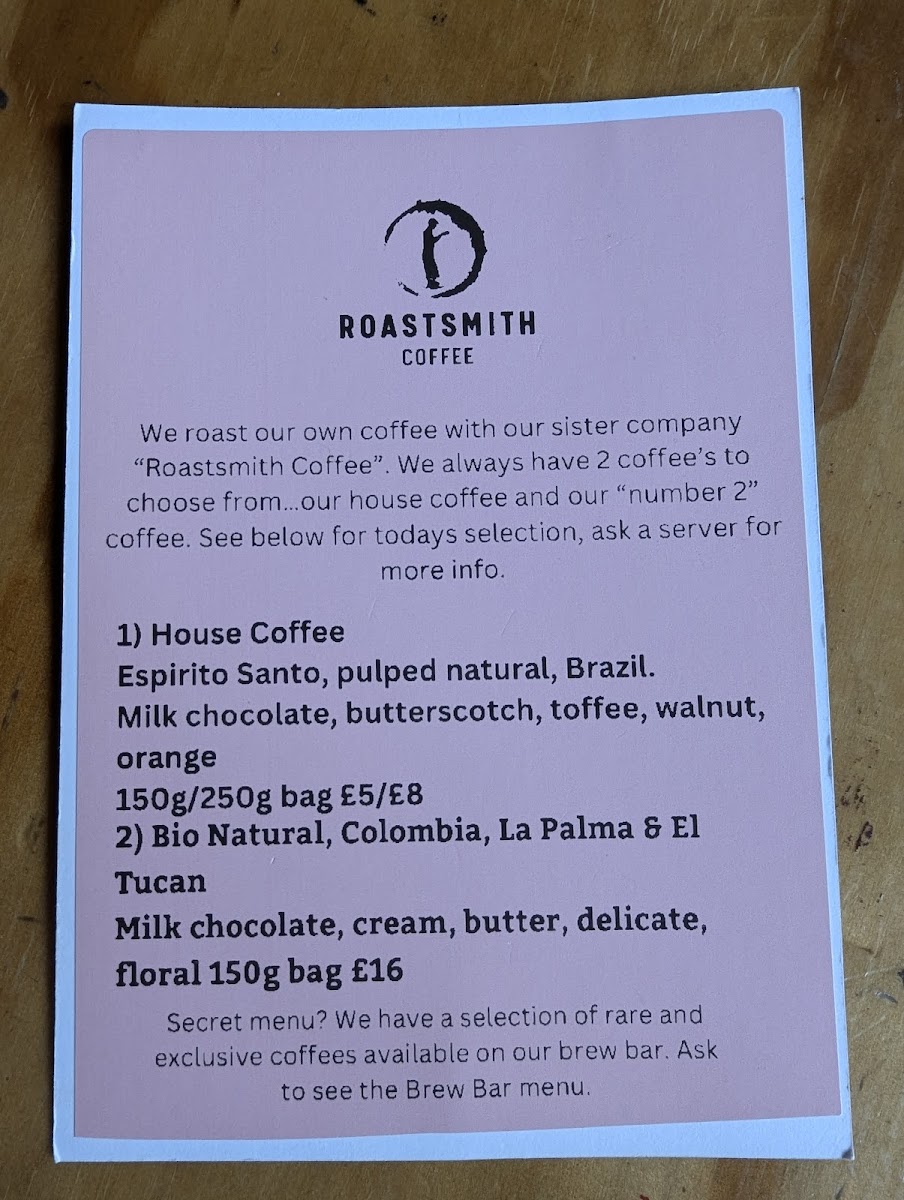 ROASTSMITH
COFFEE
We roast our own coffee with our sister company
“Roastsmith Coffee”. We always have 2 coffee’s to
choose from...our house coffee and our “number 2”
coffee. See below for todays selection, ask a server for
more info.
1) House Coffee
Espirito Santo, pulped natural, Brazil.
Milk chocolate, butterscotch, toffee, walnut,
orange
150g/250g bag £5/£8
2) Bio Natural, Colombia, La Palma & El
Tucan
Milk chocolate, cream, butter, delicate,
floral 150g bag £16
Secret menu? We have a selection of rare and
exclusive coffees available on our brew bar. Ask
to see the Brew Bar menu.